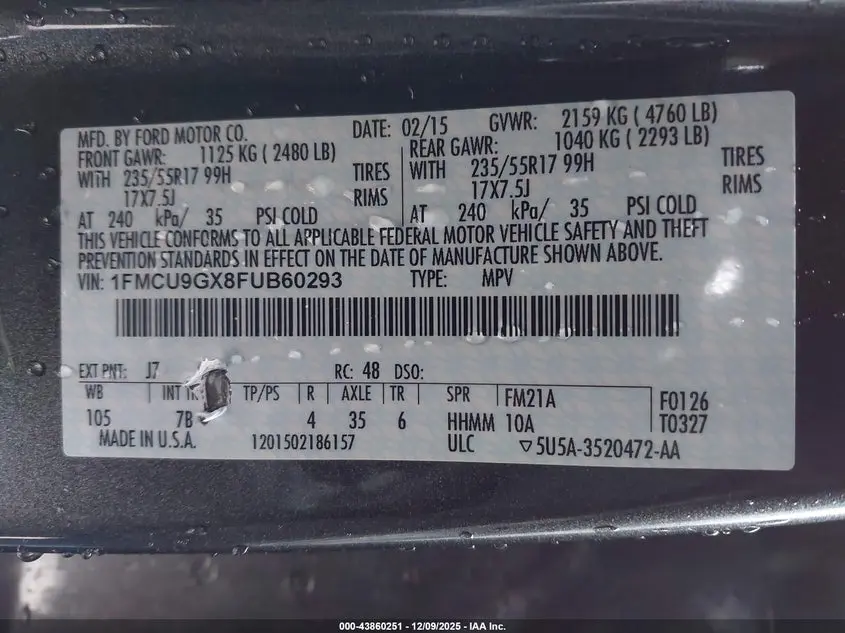 MFD. BY FORD MOTOR CO. DATE: 02/15 GVWR: 2159 KG ( 4760 LB)
FRONT GAWR: 1125 KG ( 2480 LB) REAR GAWR: 1040 KG ( 2293 LB)
WITH 235/55R17 99H TIRES WITH 235/55R17 99H TIRES
17X7.5J RIMS 17X7.5J RIMS
AT 240 kPa/ 35 PSI COLD AT 240 kPa/ 35 PSI COLD
THIS VEHICLE CONFORMS TO ALL APPLICABLE FEDERAL MOTOR VEHICLE SAFETY AND THEFT
PREVENTION STANDARDS IN EFFECT ON THE DATE OF MANUFACTURE SHOWN ABOVE.
VIN: 1FMCU9GX8FUB60293 TYPE: MPV
EXT PNT: J7 RC: 48 DSO:
WB INT TP/PS R AXLE TR SPR FM21A F0126
105 7B 4 35 6 HHMM 10A T0327
MADE IN U.S.A. 1201502186157 ULC ▽5U5A-3520472-AA
000-43860251 - 12/09/2025 - IAA Inc.